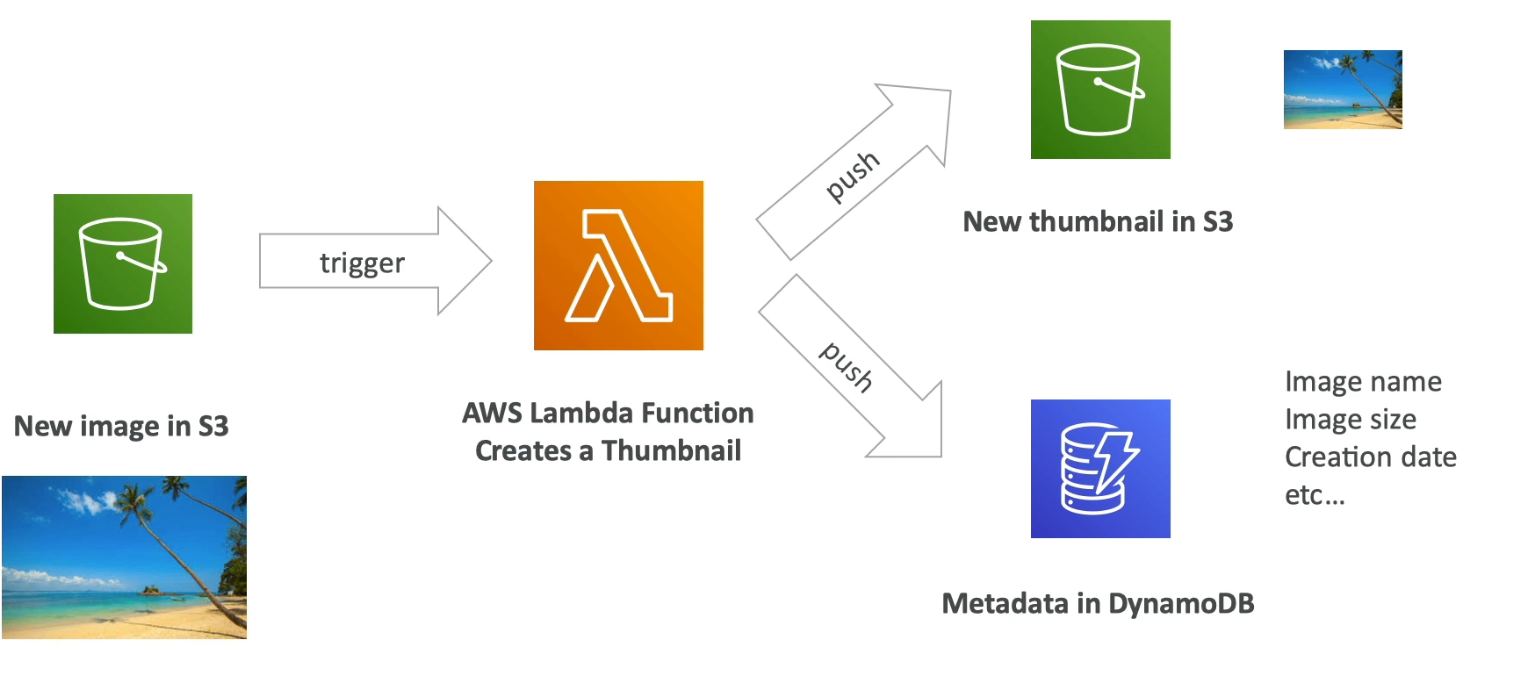 New image in S3
trigger
AWS Lambda Function
Creates a Thumbnail
push
New thumbnail in S3
push
Metadata in DynamoDB
Image name
Image size
Creation date
etc...